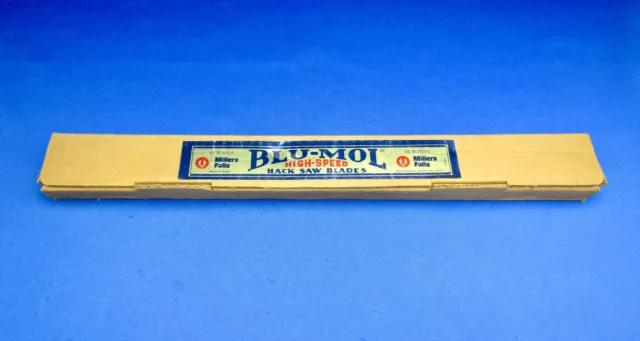 BLU-MOL
HIGH-SPEED
HACK SAW BLADES
Millers
Falls
Millers
Falls